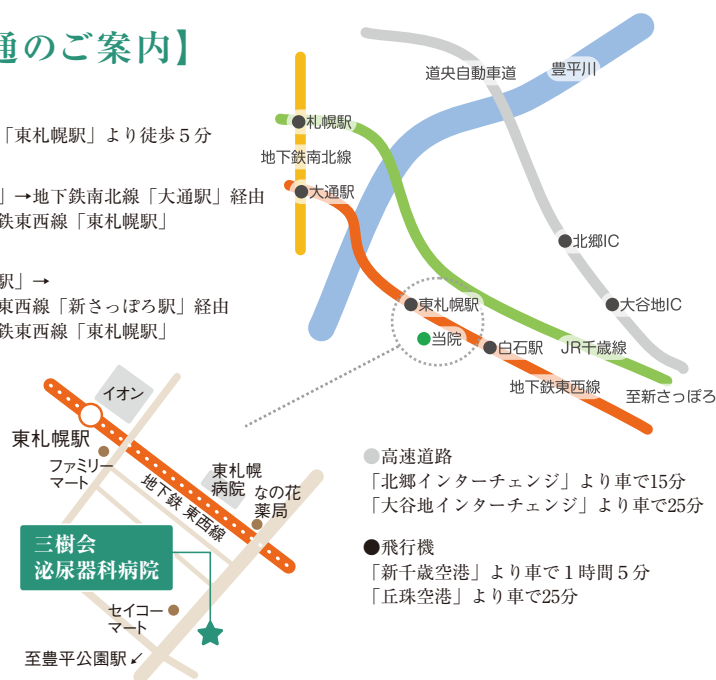 通のご案内】
「東札幌駅」より徒歩5分
」→地下鉄南北線「大通駅」経由
鉄東西線「東札幌駅」
駅」→
東西線「新さっぽろ駅」経由
鉄東西線「東札幌駅」
道央自動車道
豊平川
札幌駅
地下鉄南北線
大通駅
北郷IC
東札幌駅
大谷地IC
当院
白石駅
JR千歳線
地下鉄東西線
至新さっぽろ
イオン
東札幌駅
ファミリー
マート
地下鉄 東西線
東札幌
病院
なの花
薬局
三樹会
泌尿器科病院
セイコー
マート
至豊平公園駅↙
●高速道路
「北郷インターチェンジ」より車で15分
「大谷地インターチェンジ」より車で25分
●飛行機
「新千歳空港」より車で1時間5分
「丘珠空港」より車で25分